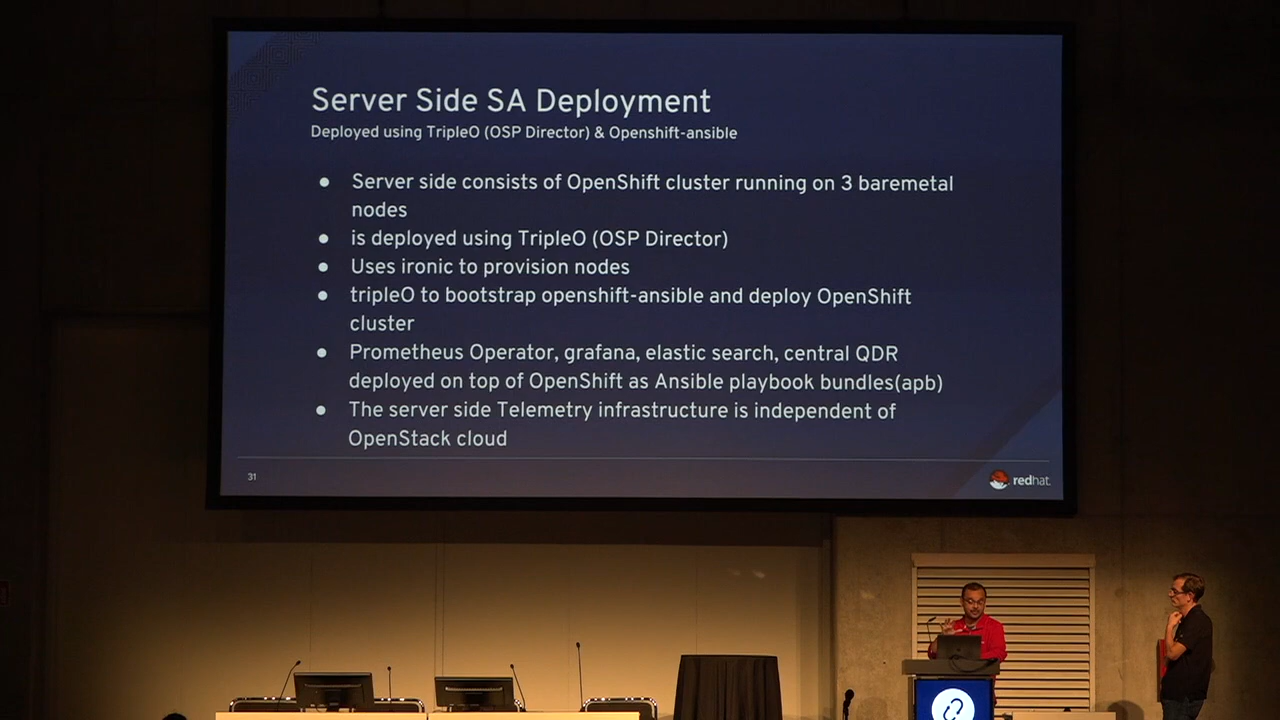 Server Side SA Deployment
Deployed using TripleO (OSP Director) & Openshift-ansible
● Server side consists of OpenShift cluster running on 3 baremetal
nodes
● is deployed using TripleO (OSP Director)
● Uses ironic to provision nodes
● tripleO to bootstrap openshift-ansible and deploy OpenShift
cluster
● Prometheus Operator, grafana, elastic search, central QDR
deployed on top of OpenShift as Ansible playbook bundles(apb)
● The server side Telemetry infrastructure is independent of
OpenStack cloud
31
redhat.